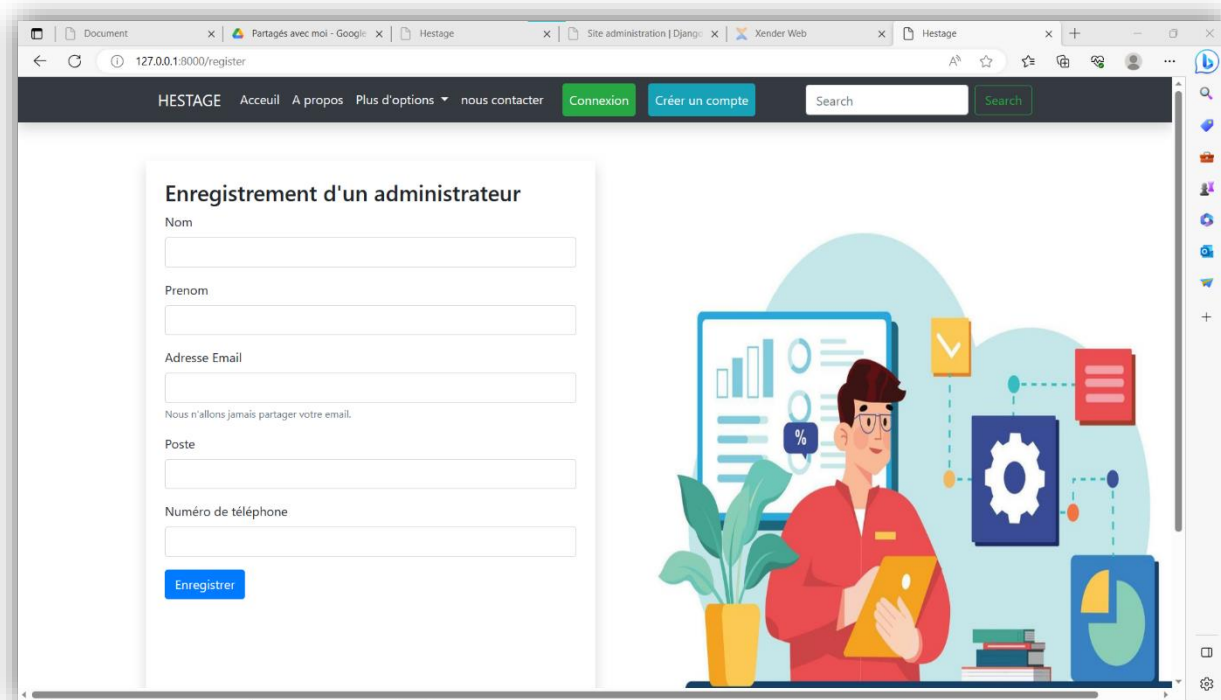 Document
Partagés avec moi - Google
Hestage
Site administration | Django
Xender Web
Hestage
127.0.0.1:8000/register
HESTAGE Acceuil A propos Plus d'options nous contacter Connexion Créer un compte Search Search
Enregistrement d'un administrateur
Nom
Prenom
Adresse Email
Nous n'allons jamais partager votre email.
Poste
Numéro de téléphone
Enregistrer
%